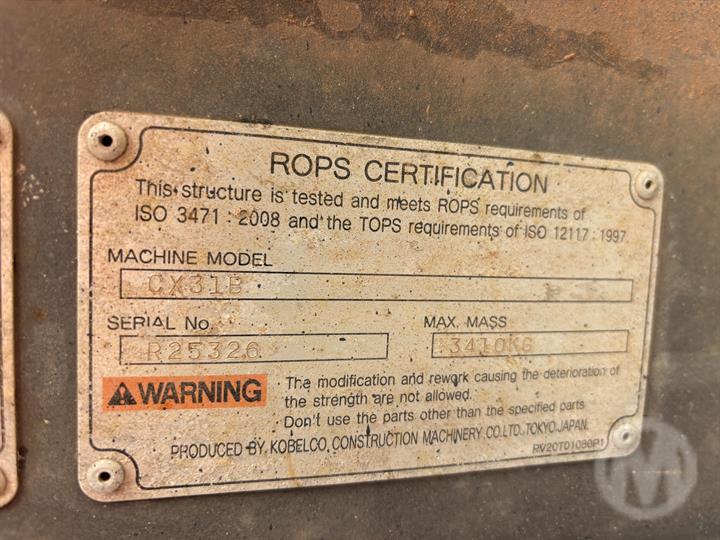 ROPS CERTIFICATION
This structure is tested and meets ROPS requirements of
ISO 3471 : 2008 and the TOPS requirements of ISO 12117 : 1997.
MACHINE MODEL
CX31B
SERIAL No.
MAX. MASS
R25326
3410KG
WARNING
The modification and rework causing the deterioration of
the strength are not allowed.
Don't use the parts other than the specified parts
PRODUCED BY KOBELCO CONSTRUCTION MACHINERY CO.LTD. TOKYO.JAPAN.
RV20T01080P1
M